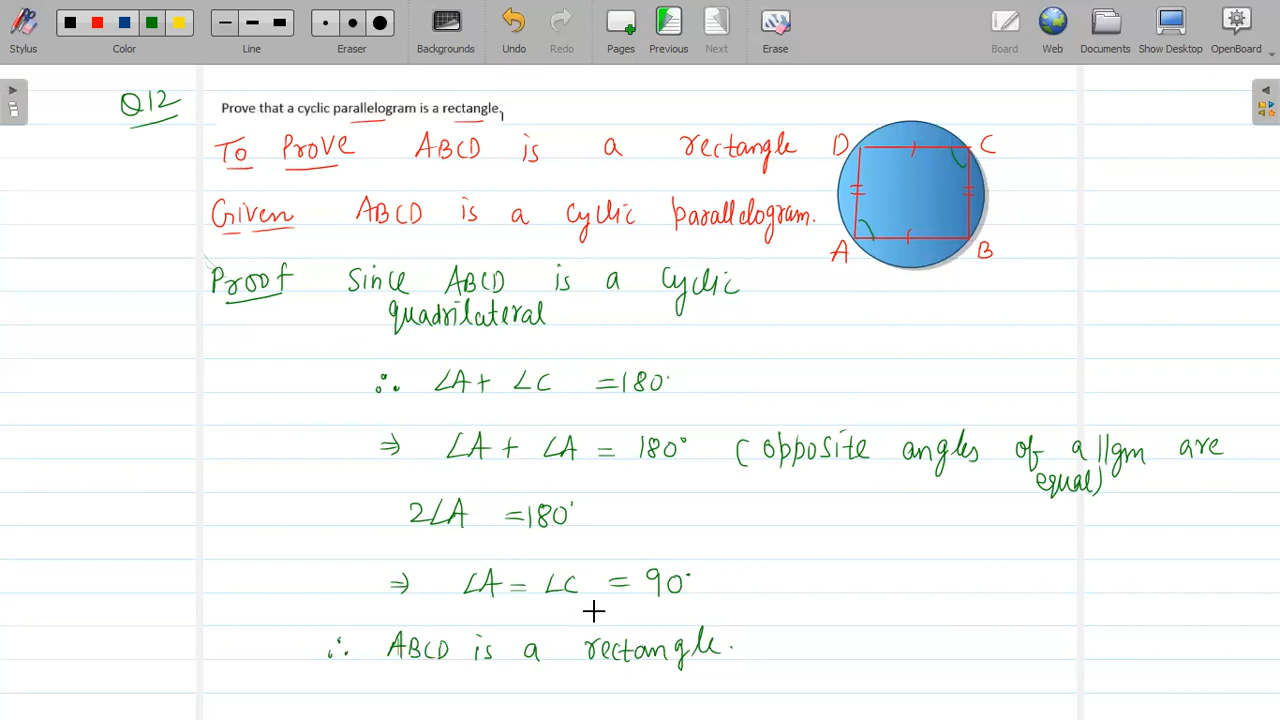 Stylus Color Line Eraser Backgrounds Undo Redo Pages Previous Next Erase Board Web Documents Show Desktop OpenBoard
Q12
Prove that a cyclic parallelogram is a rectangle.
To Prove ABCD is a rectangle
D C
Given ABCD is a cyclic parallelogram.
A B
Proof Since ABCD is a cyclic
quadrilateral
∴ ∠A + ∠C = 180°
⇒ ∠A + ∠A = 180° (opposite angles of a ||gm are
equal)
2∠A = 180°
⇒ ∠A = ∠C = 90°
∴ ABCD is a rectangle.